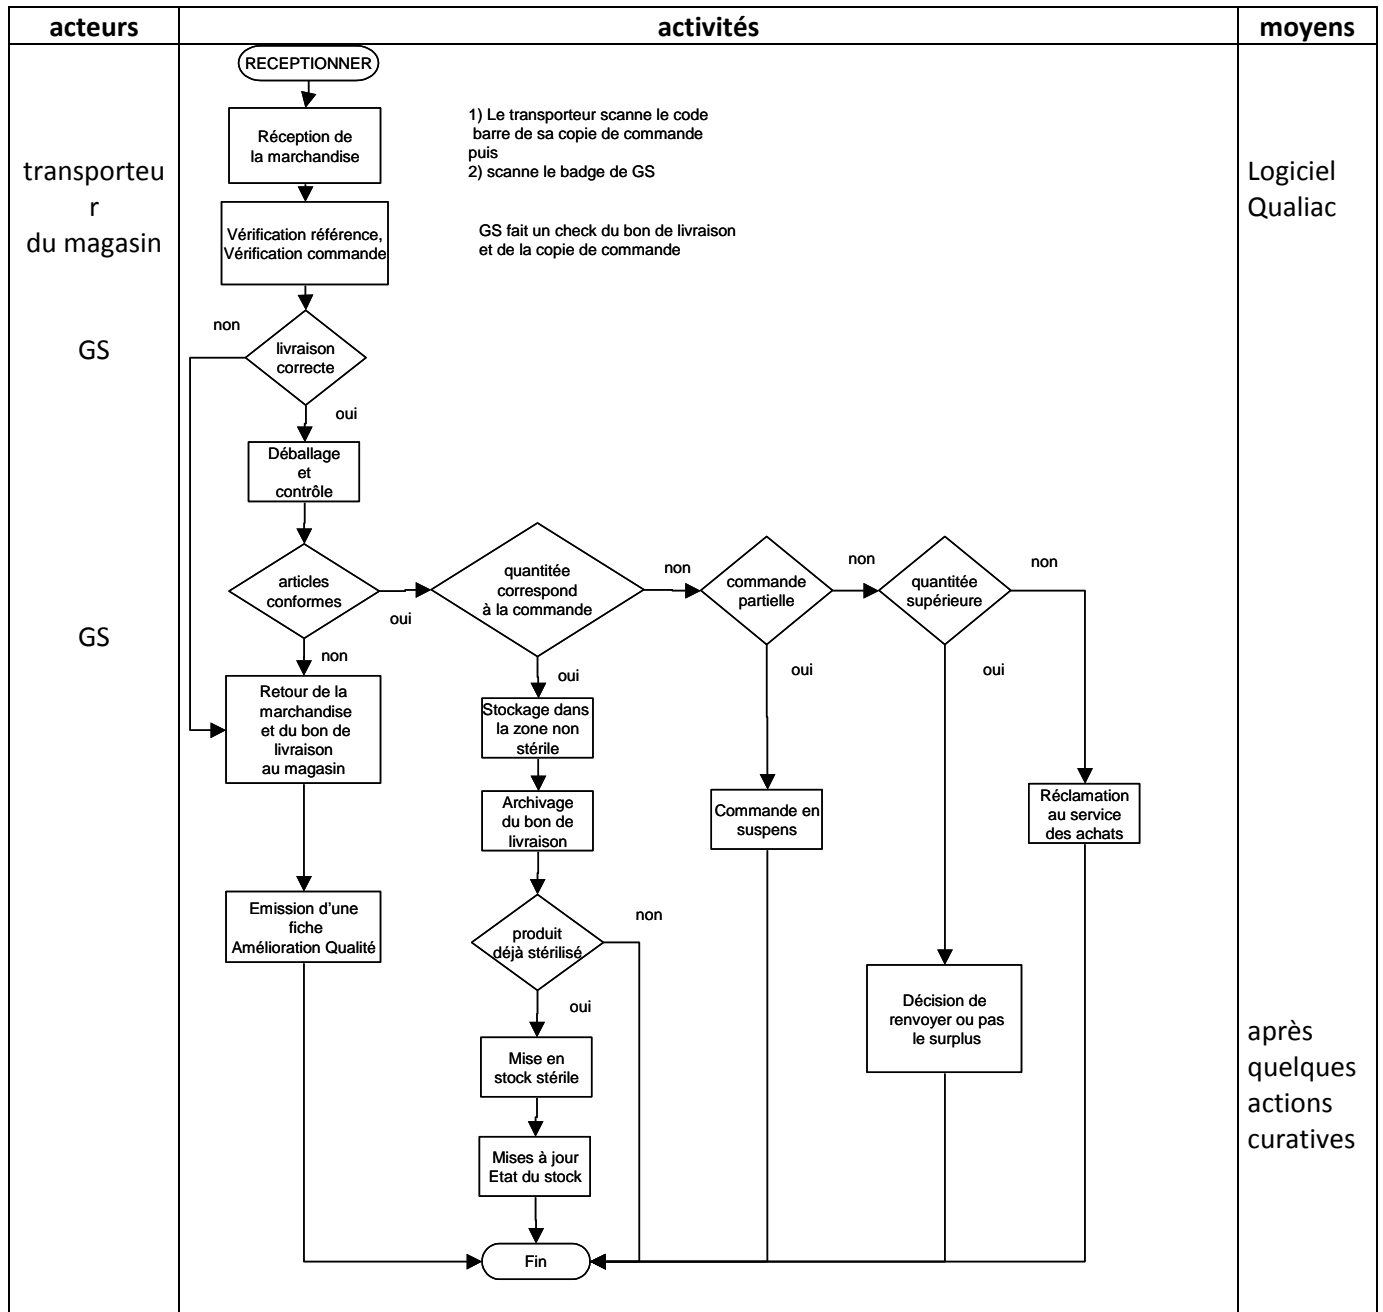 acteurs
activités
moyens
RECEPTIONNER
Réception de
la marchandise
1) Le transporteur scanne le code
barre de sa copie de commande
puis
2) scanne le badge de GS
transporteu
r
du magasin
Logiciel
Qualiac
Vérification référence,
Vérification commande
GS fait un check du bon de livraison
et de la copie de commande
non
livraison
correcte
GS
oui
Déballage
et
contrôle
articles
conformes
oui
quantitée
correspond
à la commande
non
commande
partielle
non
quantitée
supérieure
non
GS
non
oui
oui
oui
Retour de la
marchandise
et du bon de
livraison
au magasin
Stockage dans
la zone non
stérile
Archivage
du bon de
livraison
Commande en
suspens
Réclamation
au service
des achats
Emission d'une
fiche
Amélioration Qualité
produit
déjà stérilisé
non
oui
Décision de
renvoyer ou pas
le surplus
après
quelques
actions
curatives
Mise en
stock stérile
Mises à jour
Etat du stock
Fin